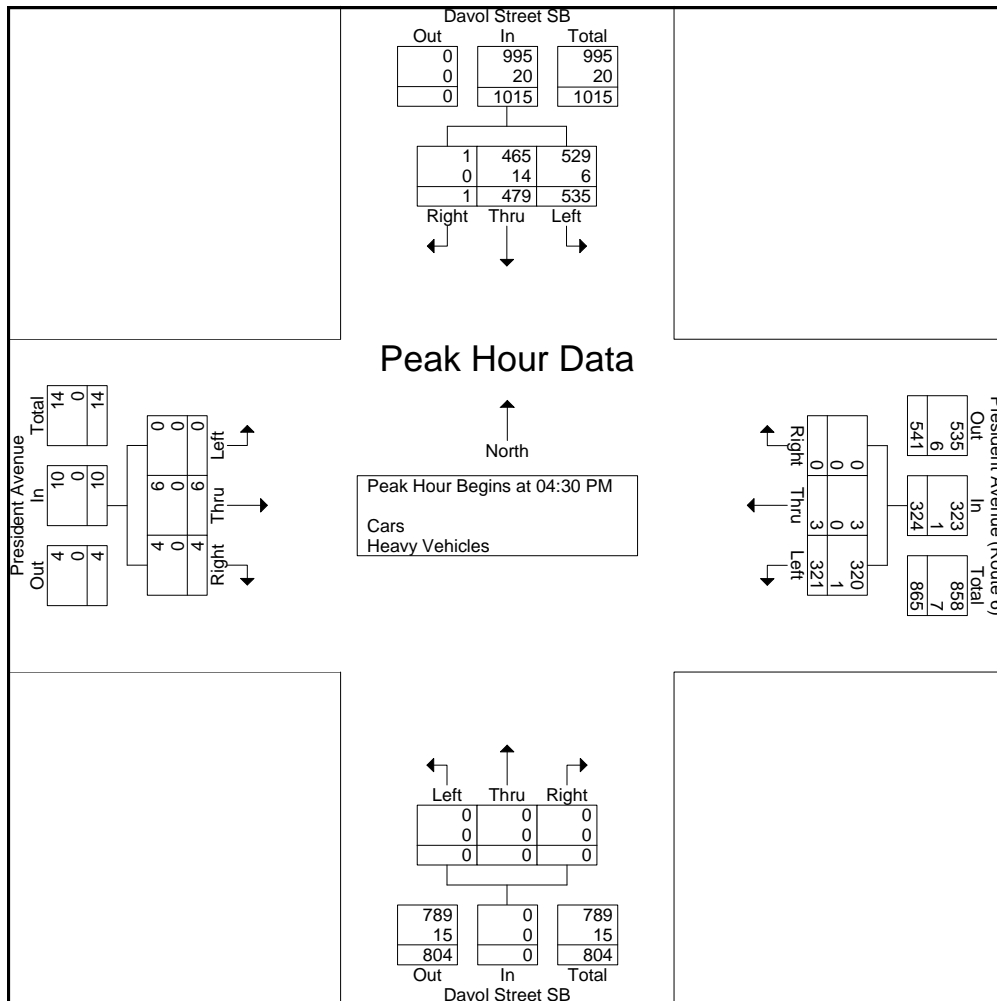 Davol Street SB
Out In Total
0 995 995
0 20 20
0 1015 1015
1 465 529
0 14 6
1 479 535
Right Thru Left
Peak Hour Data
North
Peak Hour Begins at 04:30 PM
Cars
Heavy Vehicles
President Avenue
Total In Out
14 10 4
0 0 0
14 10 4
0 6 4
0 0 0
0 6 4
Left Thru Right
President Avenue (Route 6)
Out In Total
535 323 858
6 1 7
541 324 865
0 3 320
0 0 1
0 3 321
Right Thru Left
Left Thru Right
0 0 0
0 0 0
0 0 0
789 0 789
15 0 15
804 0 804
Out In Total
Davol Street SB